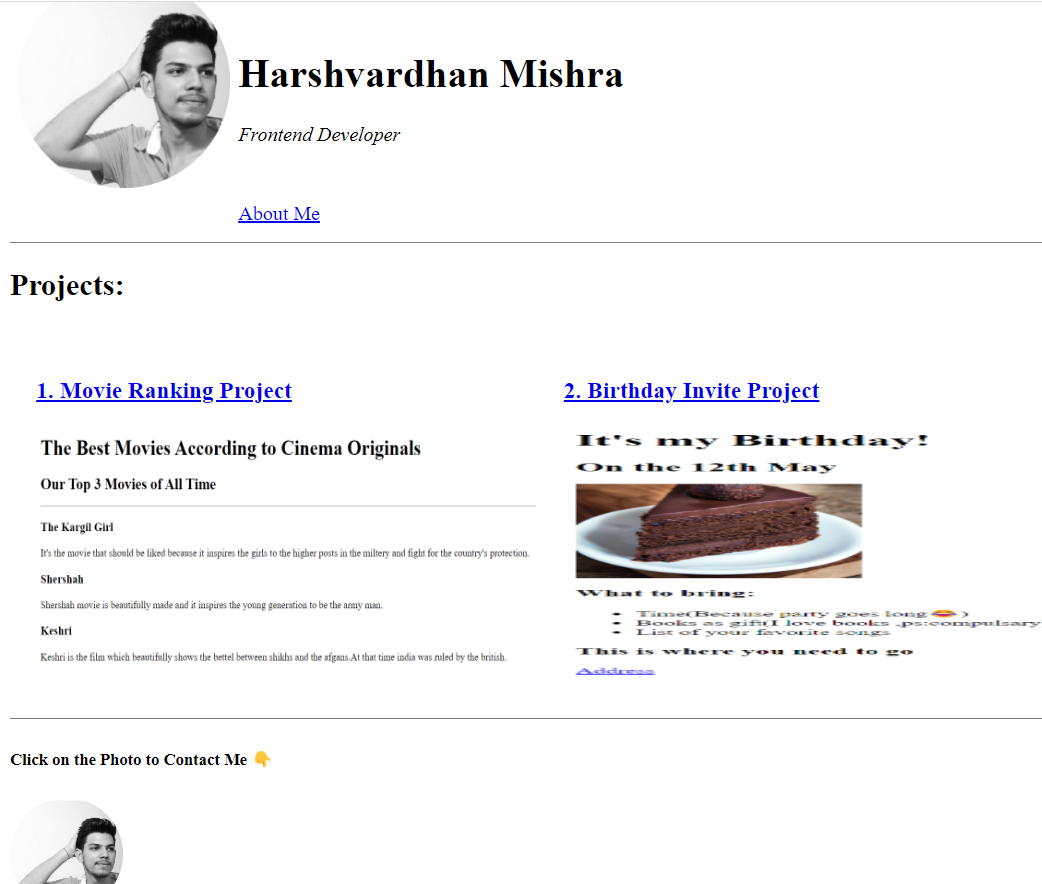 Harshvardhan Mishra
Frontend Developer
About Me
Projects:
1. Movie Ranking Project
The Best Movies According to Cinema Originals
Our Top 3 Movies of All Time
The Kargil Girl
It's the movie that should be liked because it inspires the girls to the higher posts in the miltery and fight for the country's protection.
Shershah
Shershah movie is beautifully made and it inspires the young generation to be the army man.
Keshri
Keshri is the film which beautifully shows the bettel between shikhs and the afgans.At that time india was ruled by the british.
2. Birthday Invite Project
It's my Birthday!
On the 12th May
What to bring:
• Time(Because party goes long😍)
• Books as gift(I love books ,ps:compulsary
• List of your favorite songs
This is where you need to go
Address
Click on the Photo to Contact Me 👇